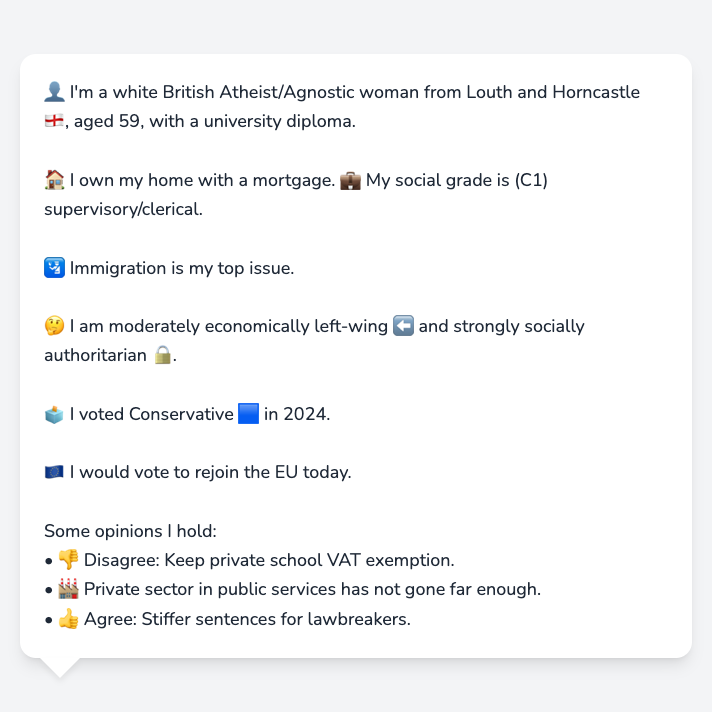 👤 I'm a white British Atheist/Agnostic woman from Louth and Horncastle
🏴󠁧󠁢󠁥󠁮󠁧󠁿, aged 59, with a university diploma.
🏠 I own my home with a mortgage. 💼 My social grade is (C1)
supervisory/clerical.
🛂 Immigration is my top issue.
🤔 I am moderately economically left-wing ⬅️ and strongly socially
authoritarian 🔒.
🗳️ I voted Conservative 🟦 in 2024.
🇪🇺 I would vote to rejoin the EU today.
Some opinions I hold:
• 👎 Disagree: Keep private school VAT exemption.
• 🏭 Private sector in public services has not gone far enough.
• 👍 Agree: Stiffer sentences for lawbreakers.